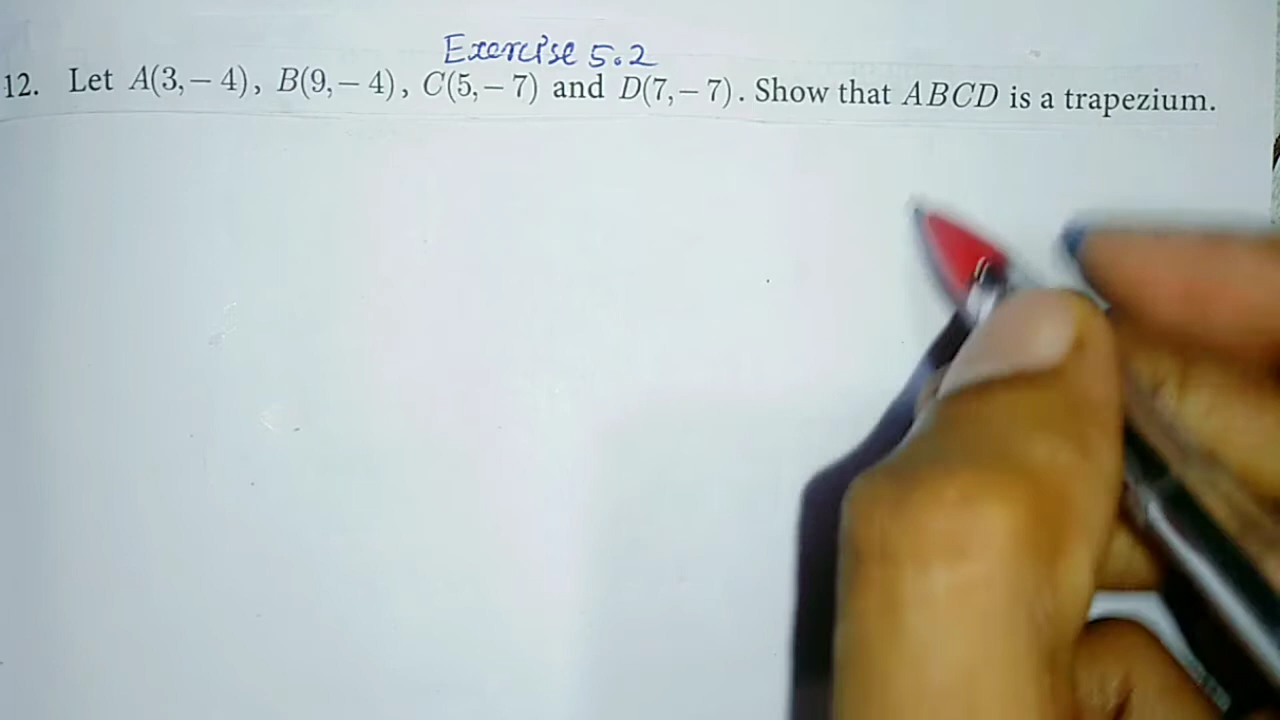 Exercise 5.2
12. Let A(3,– 4), B(9,– 4), C(5,– 7) and D(7,– 7). Show that ABCD is a trapezium.